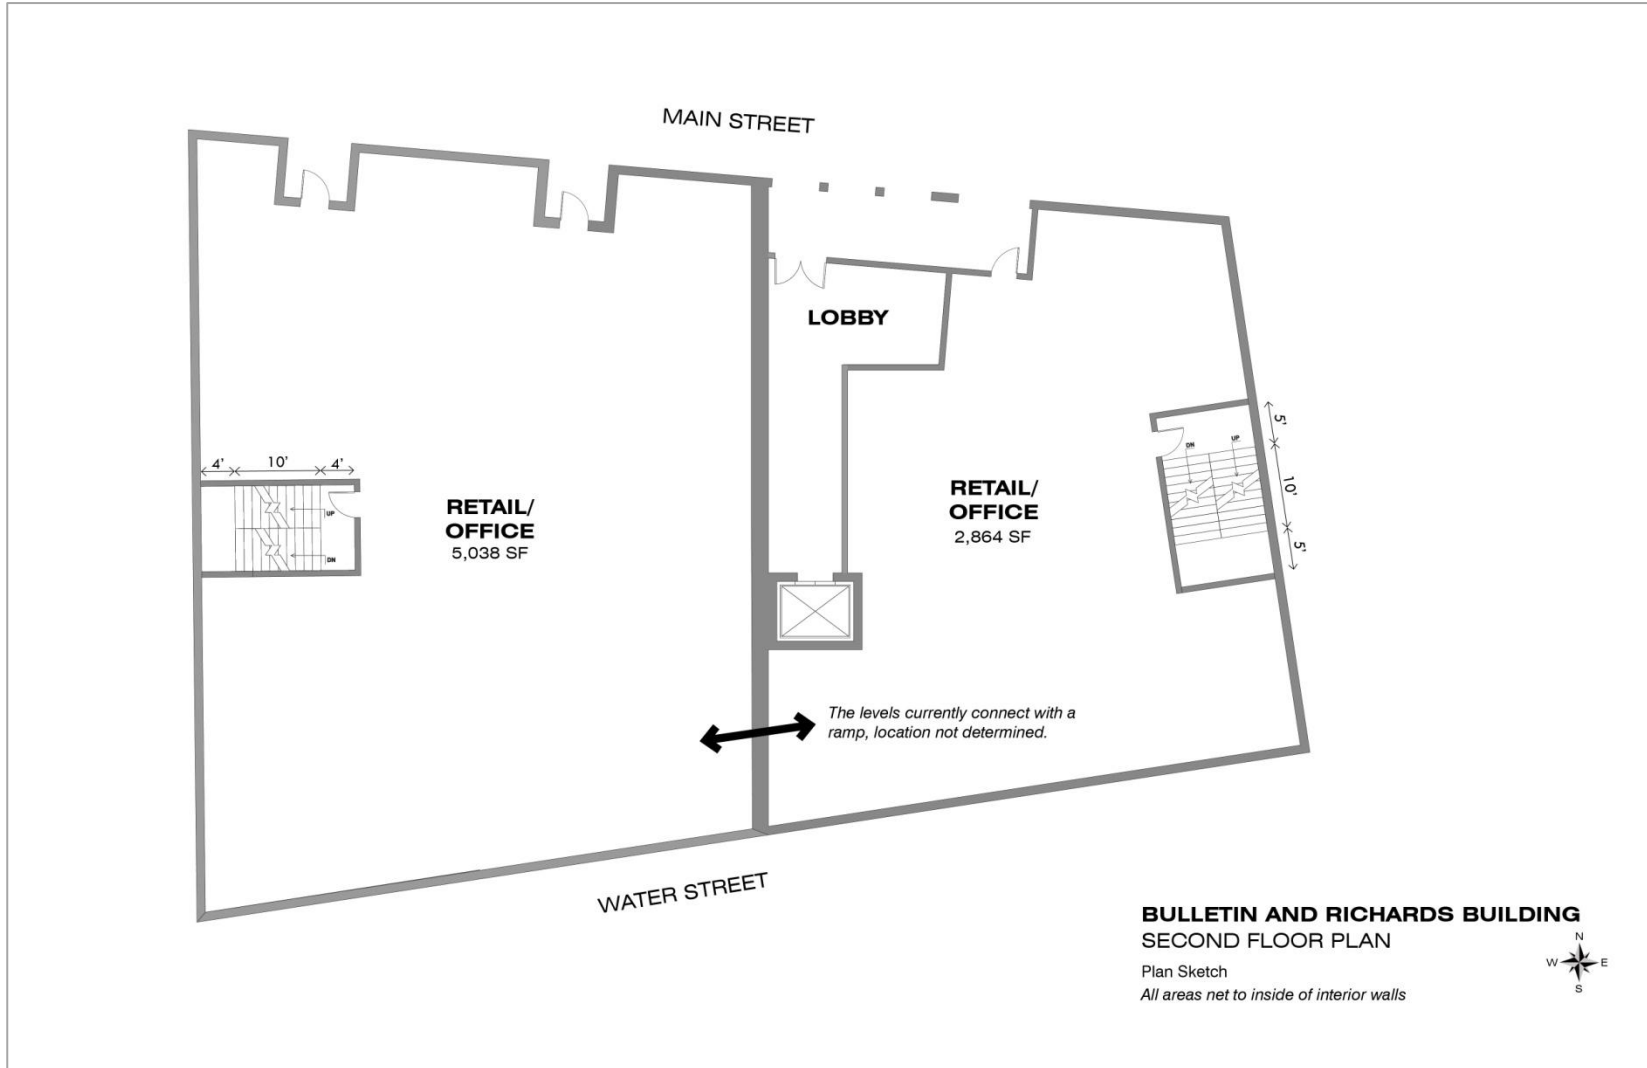 MAIN STREET
LOBBY
5'
DN
UP
10'
5'
4'
10'
4'
UP
DN
RETAIL/
OFFICE
5,038 SF
RETAIL/
OFFICE
2,864 SF
The levels currently connect with a
ramp, location not determined.
WATER STREET
BULLETIN AND RICHARDS BUILDING
SECOND FLOOR PLAN
Plan Sketch
All areas net to inside of interior walls
N
W
E
S